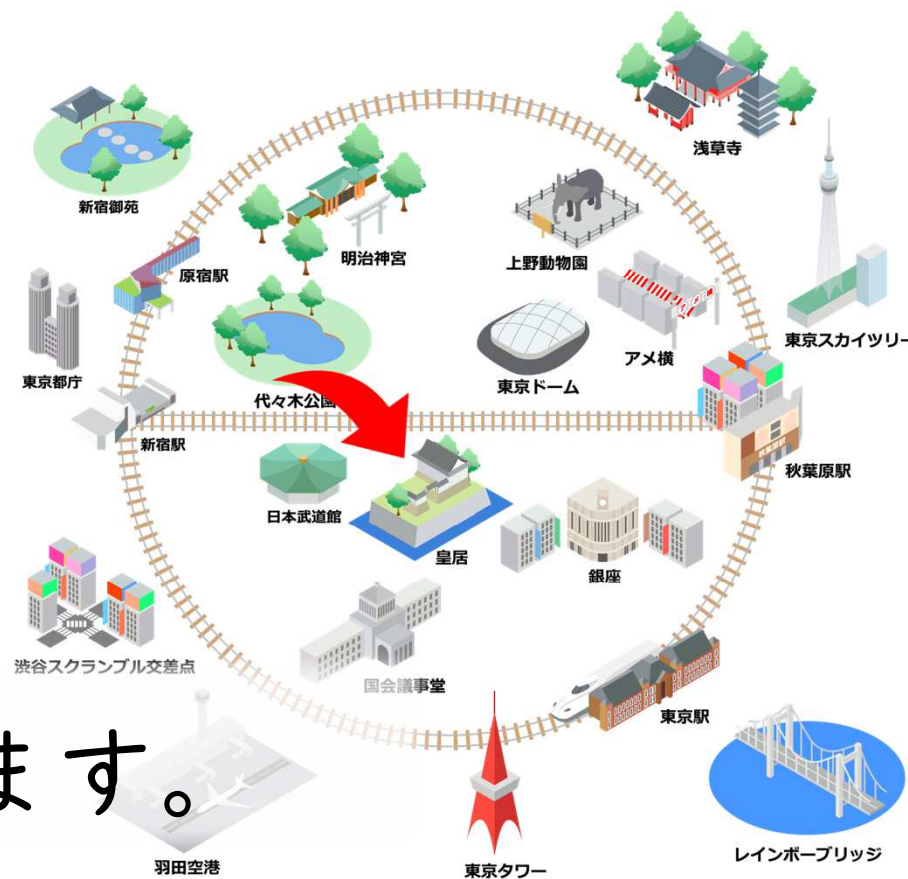 浅草寺
新宿御苑
明治神宮
上野動物園
原宿駅
東京スカイツリー
アメ横
東京都庁
東京ドーム
代々木公園
新宿駅
秋葉原駅
日本武道館
皇居
銀座
渋谷スクランブル交差点
国会議事堂
東京駅
ます。
羽田空港
東京タワー
レインボーブリッジ